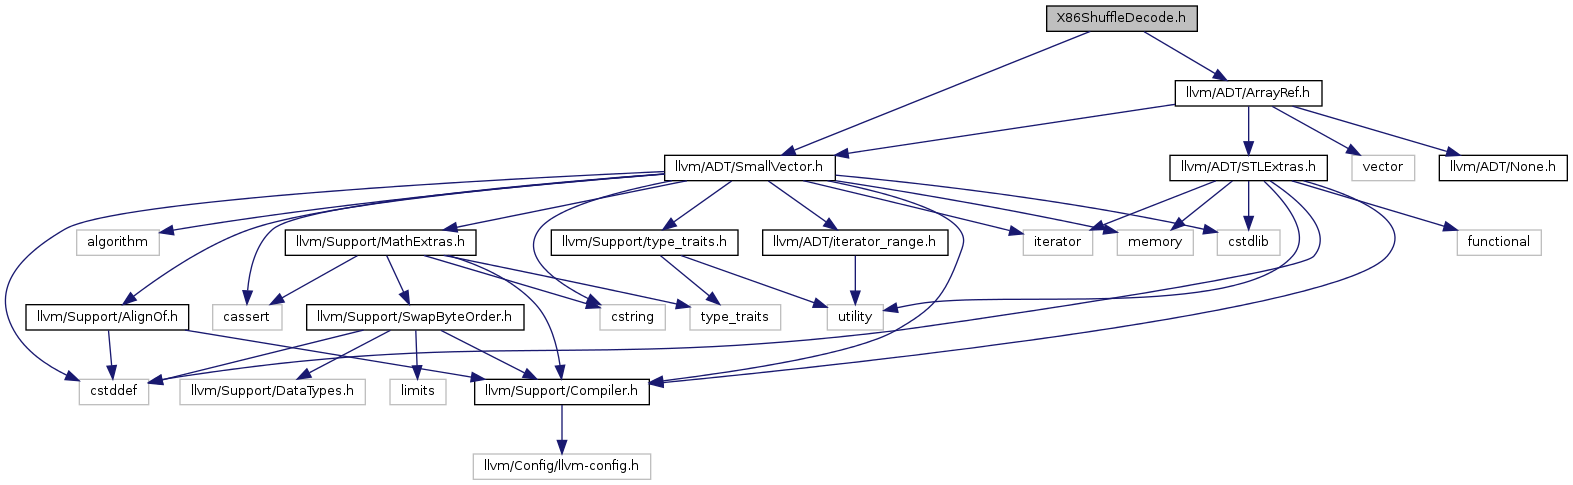 X86ShuffleDecode.h
llvm/ADT/ArrayRef.h
llvm/ADT/SmallVector.h
llvm/ADT/STLExtras.h
vector
llvm/ADT/None.h
algorithm
llvm/Support/MathExtras.h
llvm/Support/type_traits.h
llvm/ADT/iterator_range.h
iterator
memory
cstdlib
functional
llvm/Support/AlignOf.h
cassert
llvm/Support/SwapByteOrder.h
cstring
type_traits
utility
cstddef
llvm/Support/DataTypes.h
limits
llvm/Support/Compiler.h
llvm/Config/llvm-config.h